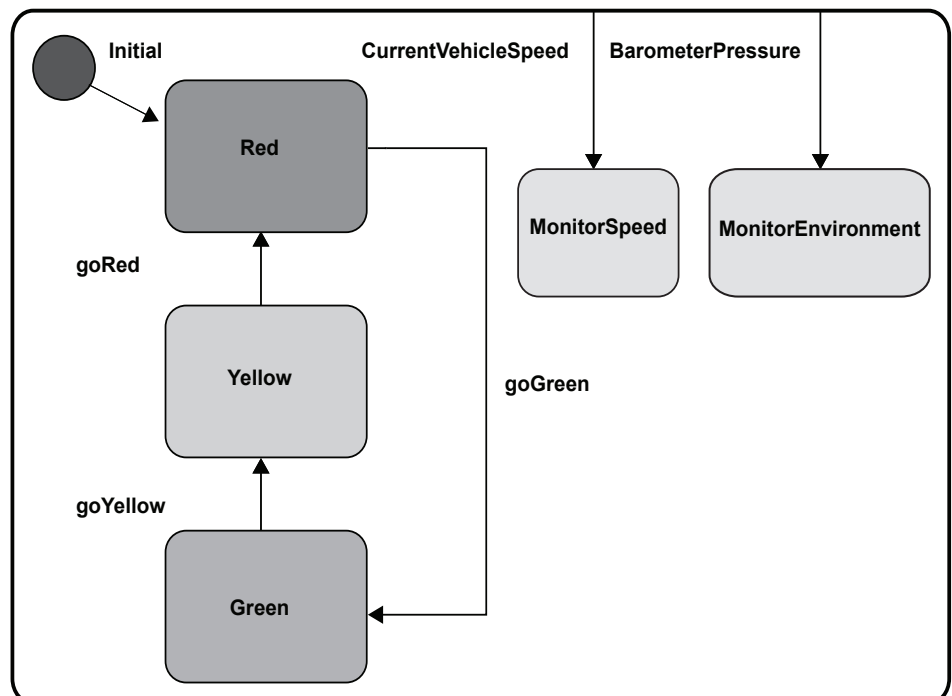 Initial
CurrentVehicleSpeed
BarometerPressure
Red
MonitorSpeed
MonitorEnvironment
goRed
Yellow
goGreen
goYellow
Green